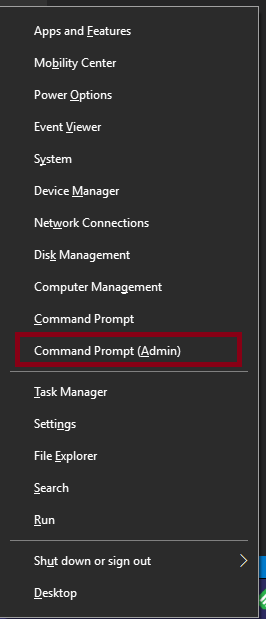 Apps and Features
Mobility Center
Power Options
Event Viewer
System
Device Manager
Network Connections
Disk Management
Computer Management
Command Prompt
Command Prompt (Admin)
Task Manager
Settings
File Explorer
Search
Run
Shut down or sign out
Desktop